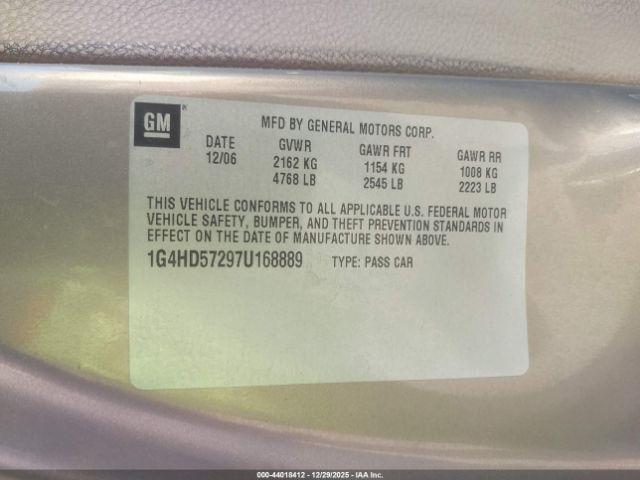 GM
MFD BY GENERAL MOTORS CORP.
DATE GVWR GAWR FRT GAWR RR
12/06 2162 KG 1154 KG 1008 KG
4768 LB 2545 LB 2223 LB
THIS VEHICLE CONFORMS TO ALL APPLICABLE U.S. FEDERAL MOTOR
VEHICLE SAFETY, BUMPER, AND THEFT PREVENTION STANDARDS IN
EFFECT ON THE DATE OF MANUFACTURE SHOWN ABOVE.
1G4HD57297U168889 TYPE: PASS CAR
000-44018412 • 12/29/2025 • IAA Inc.